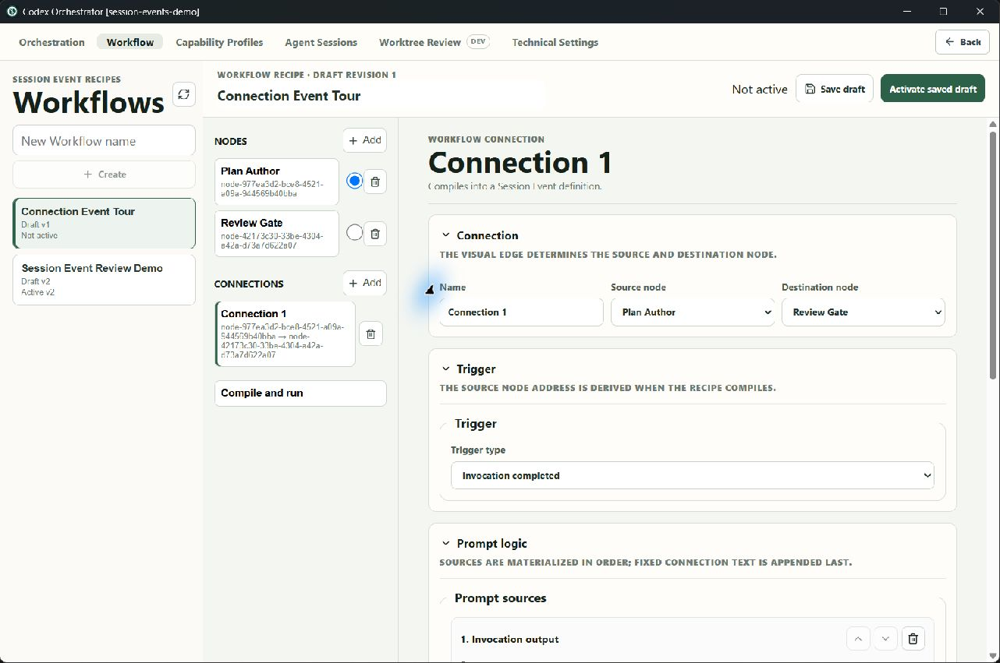 Codex Orchestrator [session-events-demo]
Orchestration
Workflow
Capability Profiles
Agent Sessions
Worktree Review
DEV
Technical Settings
Back
SESSION EVENT RECIPES
Workflows
New Workflow name
+ Create
Connection Event Tour
Draft v1
Not active
Session Event Review Demo
Draft v2
Active v2
WORKFLOW RECIPE · DRAFT REVISION 1
Connection Event Tour
Not active
Save draft
Activate saved draft
NODES
+ Add
Plan Author
node-977ea3d2-bce8-4521-
a09a-944569b40bba
Review Gate
node-42173c30-33be-4304-
a42a-d73a7d622a07
CONNECTIONS
+ Add
Connection 1
node-977ea3d2-bce8-4521-a09a-
944569b40bba → node-
42173c30-33be-4304-a42a-
d73a7d622a07
Compile and run
WORKFLOW CONNECTION
Connection 1
Compiles into a Session Event definition.
Connection
THE VISUAL EDGE DETERMINES THE SOURCE AND DESTINATION NODE.
Name
Source node
Destination node
Connection 1
Plan Author
Review Gate
Trigger
THE SOURCE NODE ADDRESS IS DERIVED WHEN THE RECIPE COMPILES.
Trigger
Trigger type
Invocation completed
Prompt logic
SOURCES ARE MATERIALIZED IN ORDER; FIXED CONNECTION TEXT IS APPENDED LAST.
Prompt sources
1. Invocation output